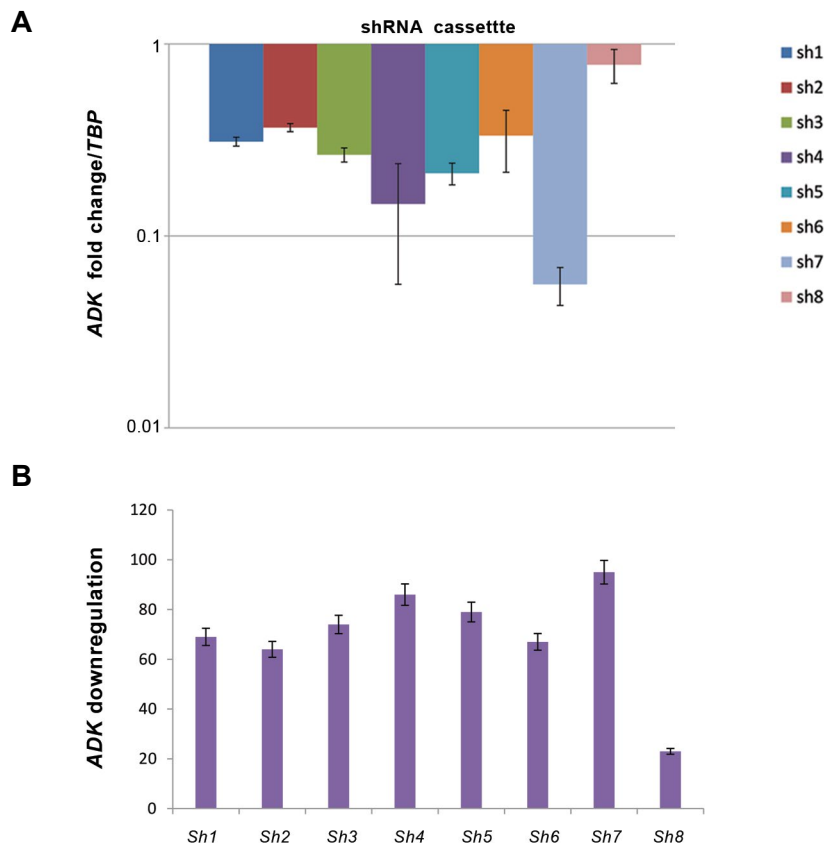 A
shRNA cassettte
1
0.1
0.01
ADK fold change/TBP
sh1
sh2
sh3
sh4
sh5
sh6
sh7
sh8
B
120
100
80
60
40
20
0
ADK downregulation
Sh1 Sh2 Sh3 Sh4 Sh5 Sh6 Sh7 Sh8